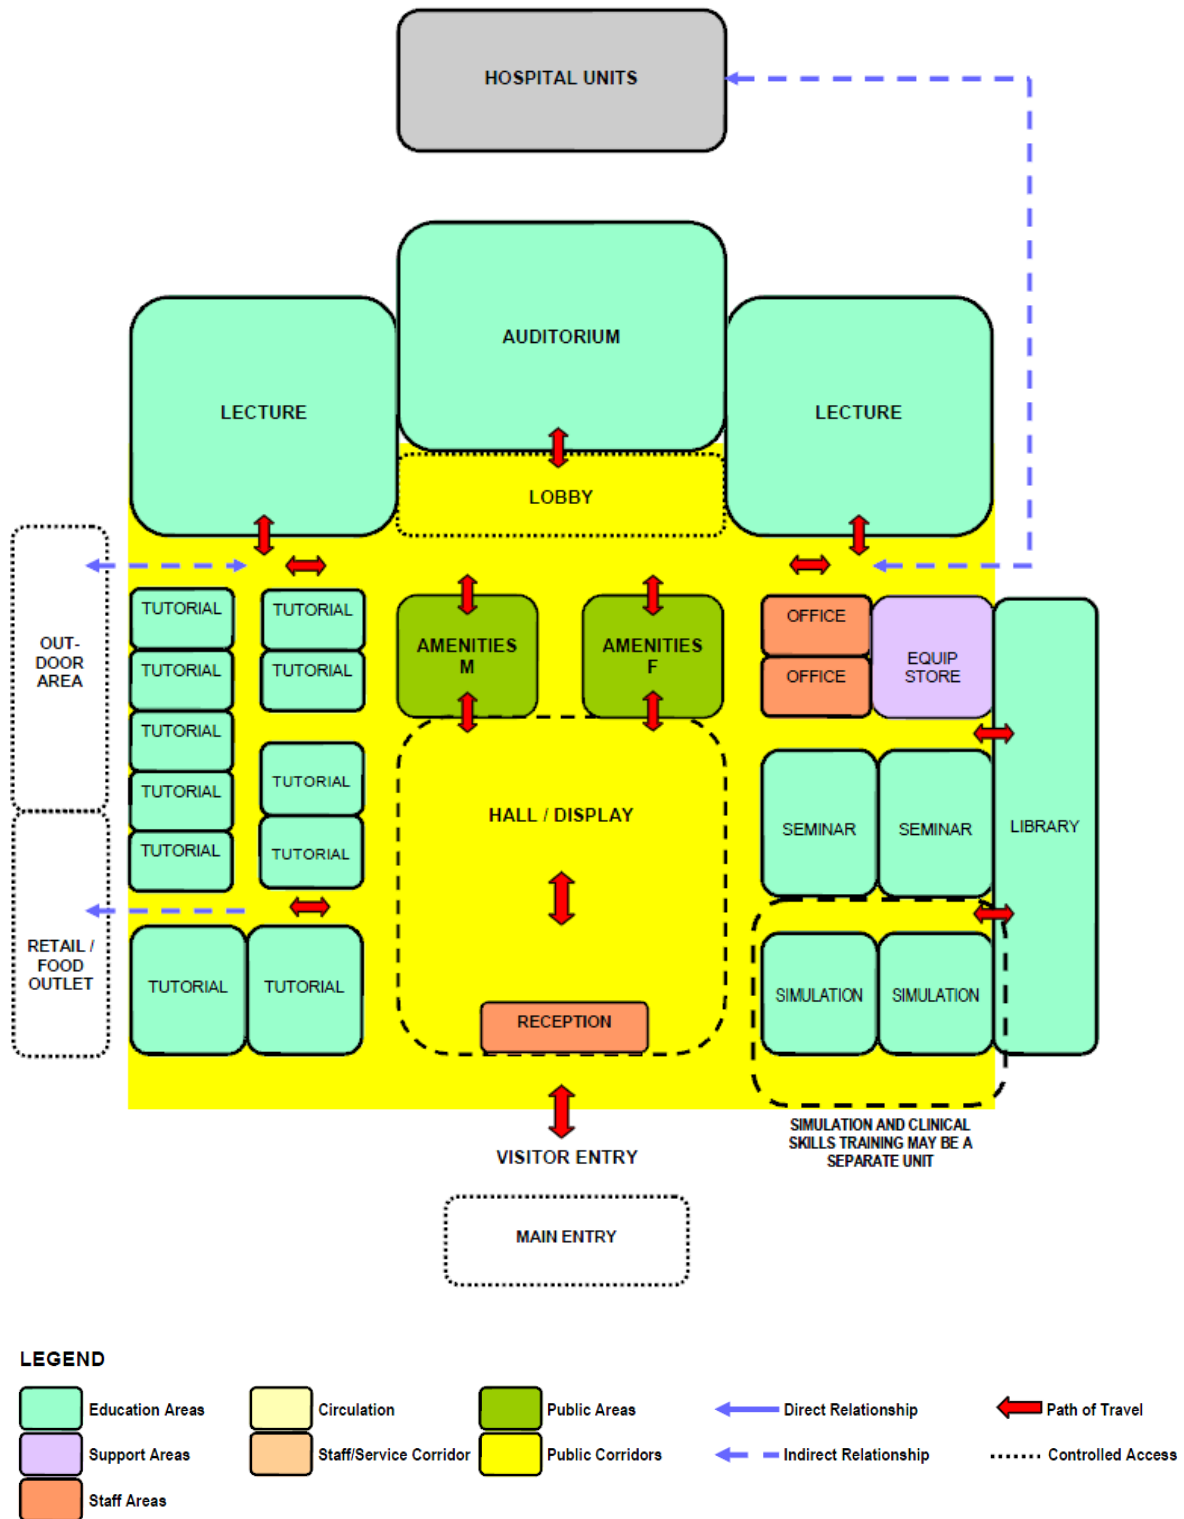 HOSPITAL UNITS
AUDITORIUM
LECTURE
LECTURE
LOBBY
OUT-
DOOR
AREA
TUTORIAL
TUTORIAL
TUTORIAL
TUTORIAL
TUTORIAL
TUTORIAL
TUTORIAL
TUTORIAL
TUTORIAL
AMENITIES
M
AMENITIES
F
OFFICE
OFFICE
EQUIP
STORE
HALL / DISPLAY
SEMINAR
SEMINAR
LIBRARY
RETAIL /
FOOD
OUTLET
TUTORIAL
TUTORIAL
RECEPTION
SIMULATION
SIMULATION
SIMULATION AND CLINICAL
SKILLS TRAINING MAY BE A
SEPARATE UNIT
VISITOR ENTRY
MAIN ENTRY
LEGEND
Education Areas
Circulation
Public Areas
Direct Relationship
Path of Travel
Support Areas
Staff/Service Corridor
Public Corridors
Indirect Relationship
Controlled Access
Staff Areas